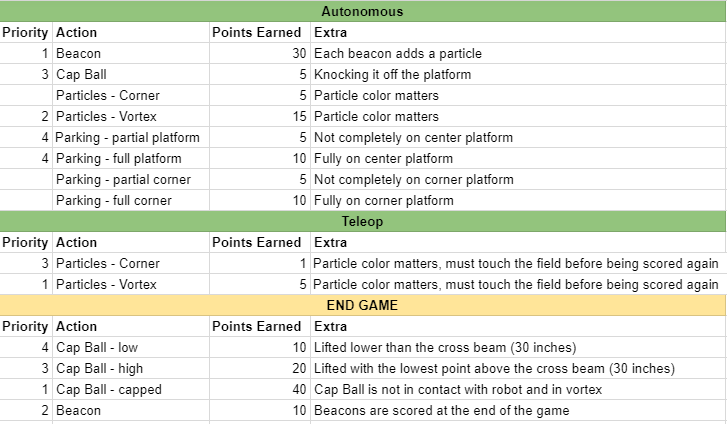 Autonomous
Priority Action Points Earned Extra
1 Beacon 30 Each beacon adds a particle
3 Cap Ball 5 Knocking it off the platform
Particles - Corner 5 Particle color matters
2 Particles - Vortex 15 Particle color matters
4 Parking - partial platform 5 Not completely on center platform
4 Parking - full platform 10 Fully on center platform
Parking - partial corner 5 Not completely on corner platform
Parking - full corner 10 Fully on corner platform
Teleop
Priority Action Points Earned Extra
3 Particles - Corner 1 Particle color matters, must touch the field before being scored again
1 Particles - Vortex 5 Particle color matters, must touch the field before being scored again
END GAME
Priority Action Points Earned Extra
4 Cap Ball - low 10 Lifted lower than the cross beam (30 inches)
3 Cap Ball - high 20 Lifted with the lowest point above the cross beam (30 inches)
1 Cap Ball - capped 40 Cap Ball is not in contact with robot and in vortex
2 Beacon 10 Beacons are scored at the end of the game